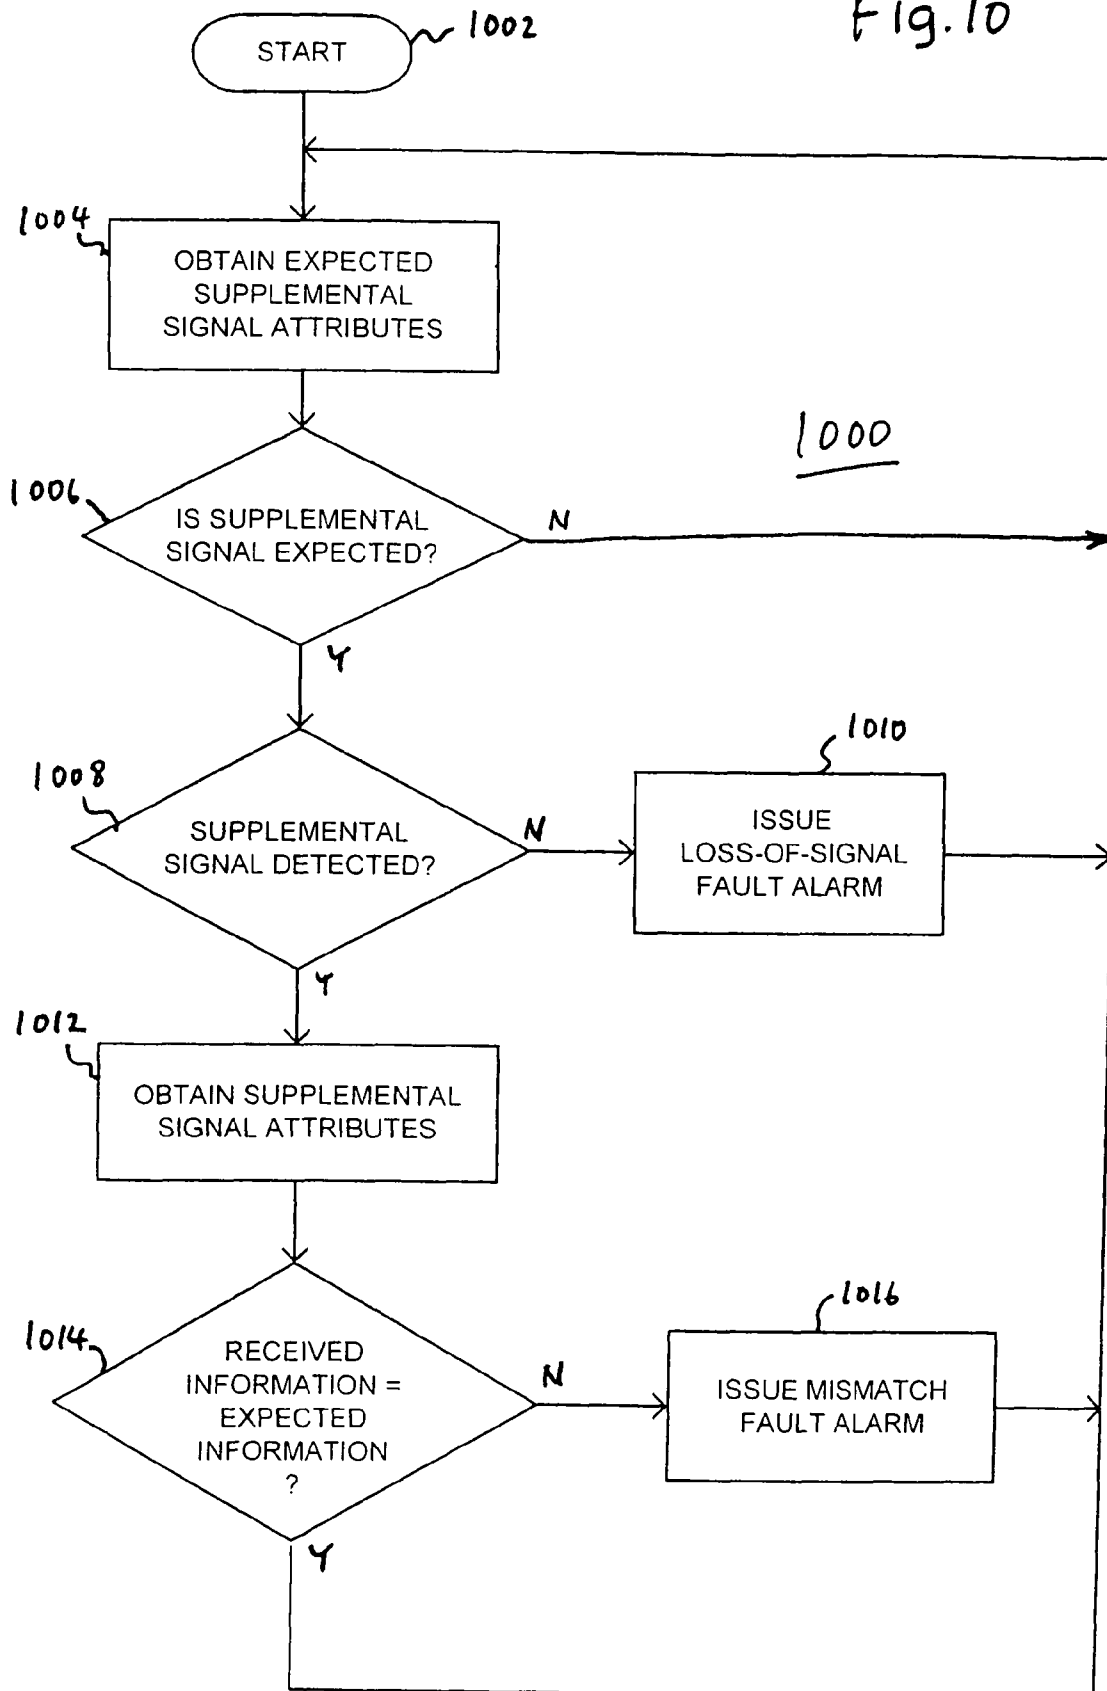 Fig.10
START
1002
1004
OBTAIN EXPECTED
SUPPLEMENTAL
SIGNAL ATTRIBUTES
1000
1006
IS SUPPLEMENTAL
SIGNAL EXPECTED?
N
Y
1008
SUPPLEMENTAL
SIGNAL DETECTED?
N
1010
ISSUE
LOSS-OF-SIGNAL
FAULT ALARM
Y
1012
OBTAIN SUPPLEMENTAL
SIGNAL ATTRIBUTES
1014
RECEIVED
INFORMATION =
EXPECTED
INFORMATION
?
N
1016
ISSUE MISMATCH
FAULT ALARM
Y